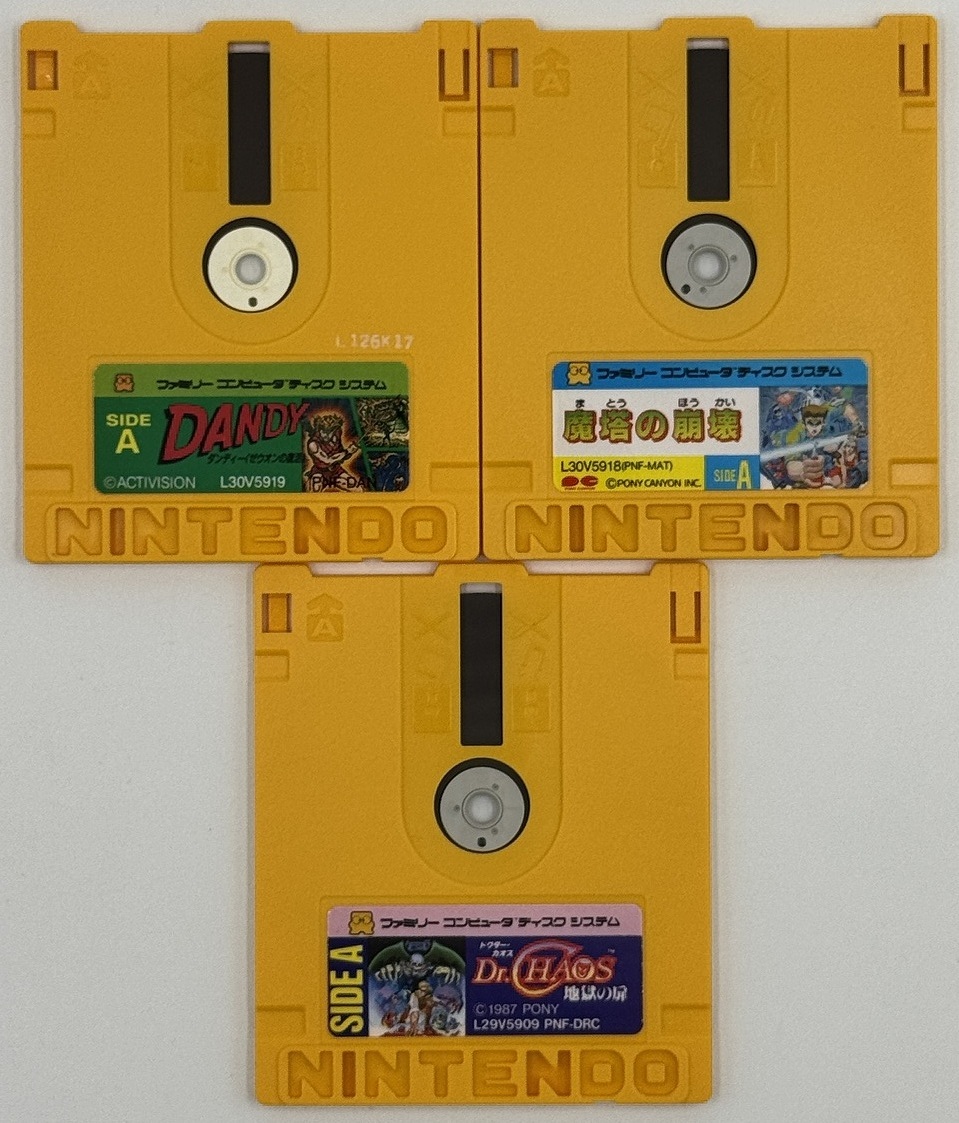 A
L 126K17
ファミリー コンピュータ ディスク システム
SIDE
A
DANDY
ダンディー(ゼウオンの復活)
©ACTIVISION L30V5919 PNF-DAN
NINTENDO
A
ファミリー コンピュータ ディスク システム
ま とう ほう かい
魔塔の崩壊
L30V5918(PNF-MAT)
PONY CANYON
©PONY CANYON INC.
SIDE A
NINTENDO
A
ファミリー コンピュータ ディスク システム
SIDE A
ドクター・
カオス
Dr. CHAOS™
地獄の扉
©1987 PONY
L29V5909 PNF-DRC
NINTENDO